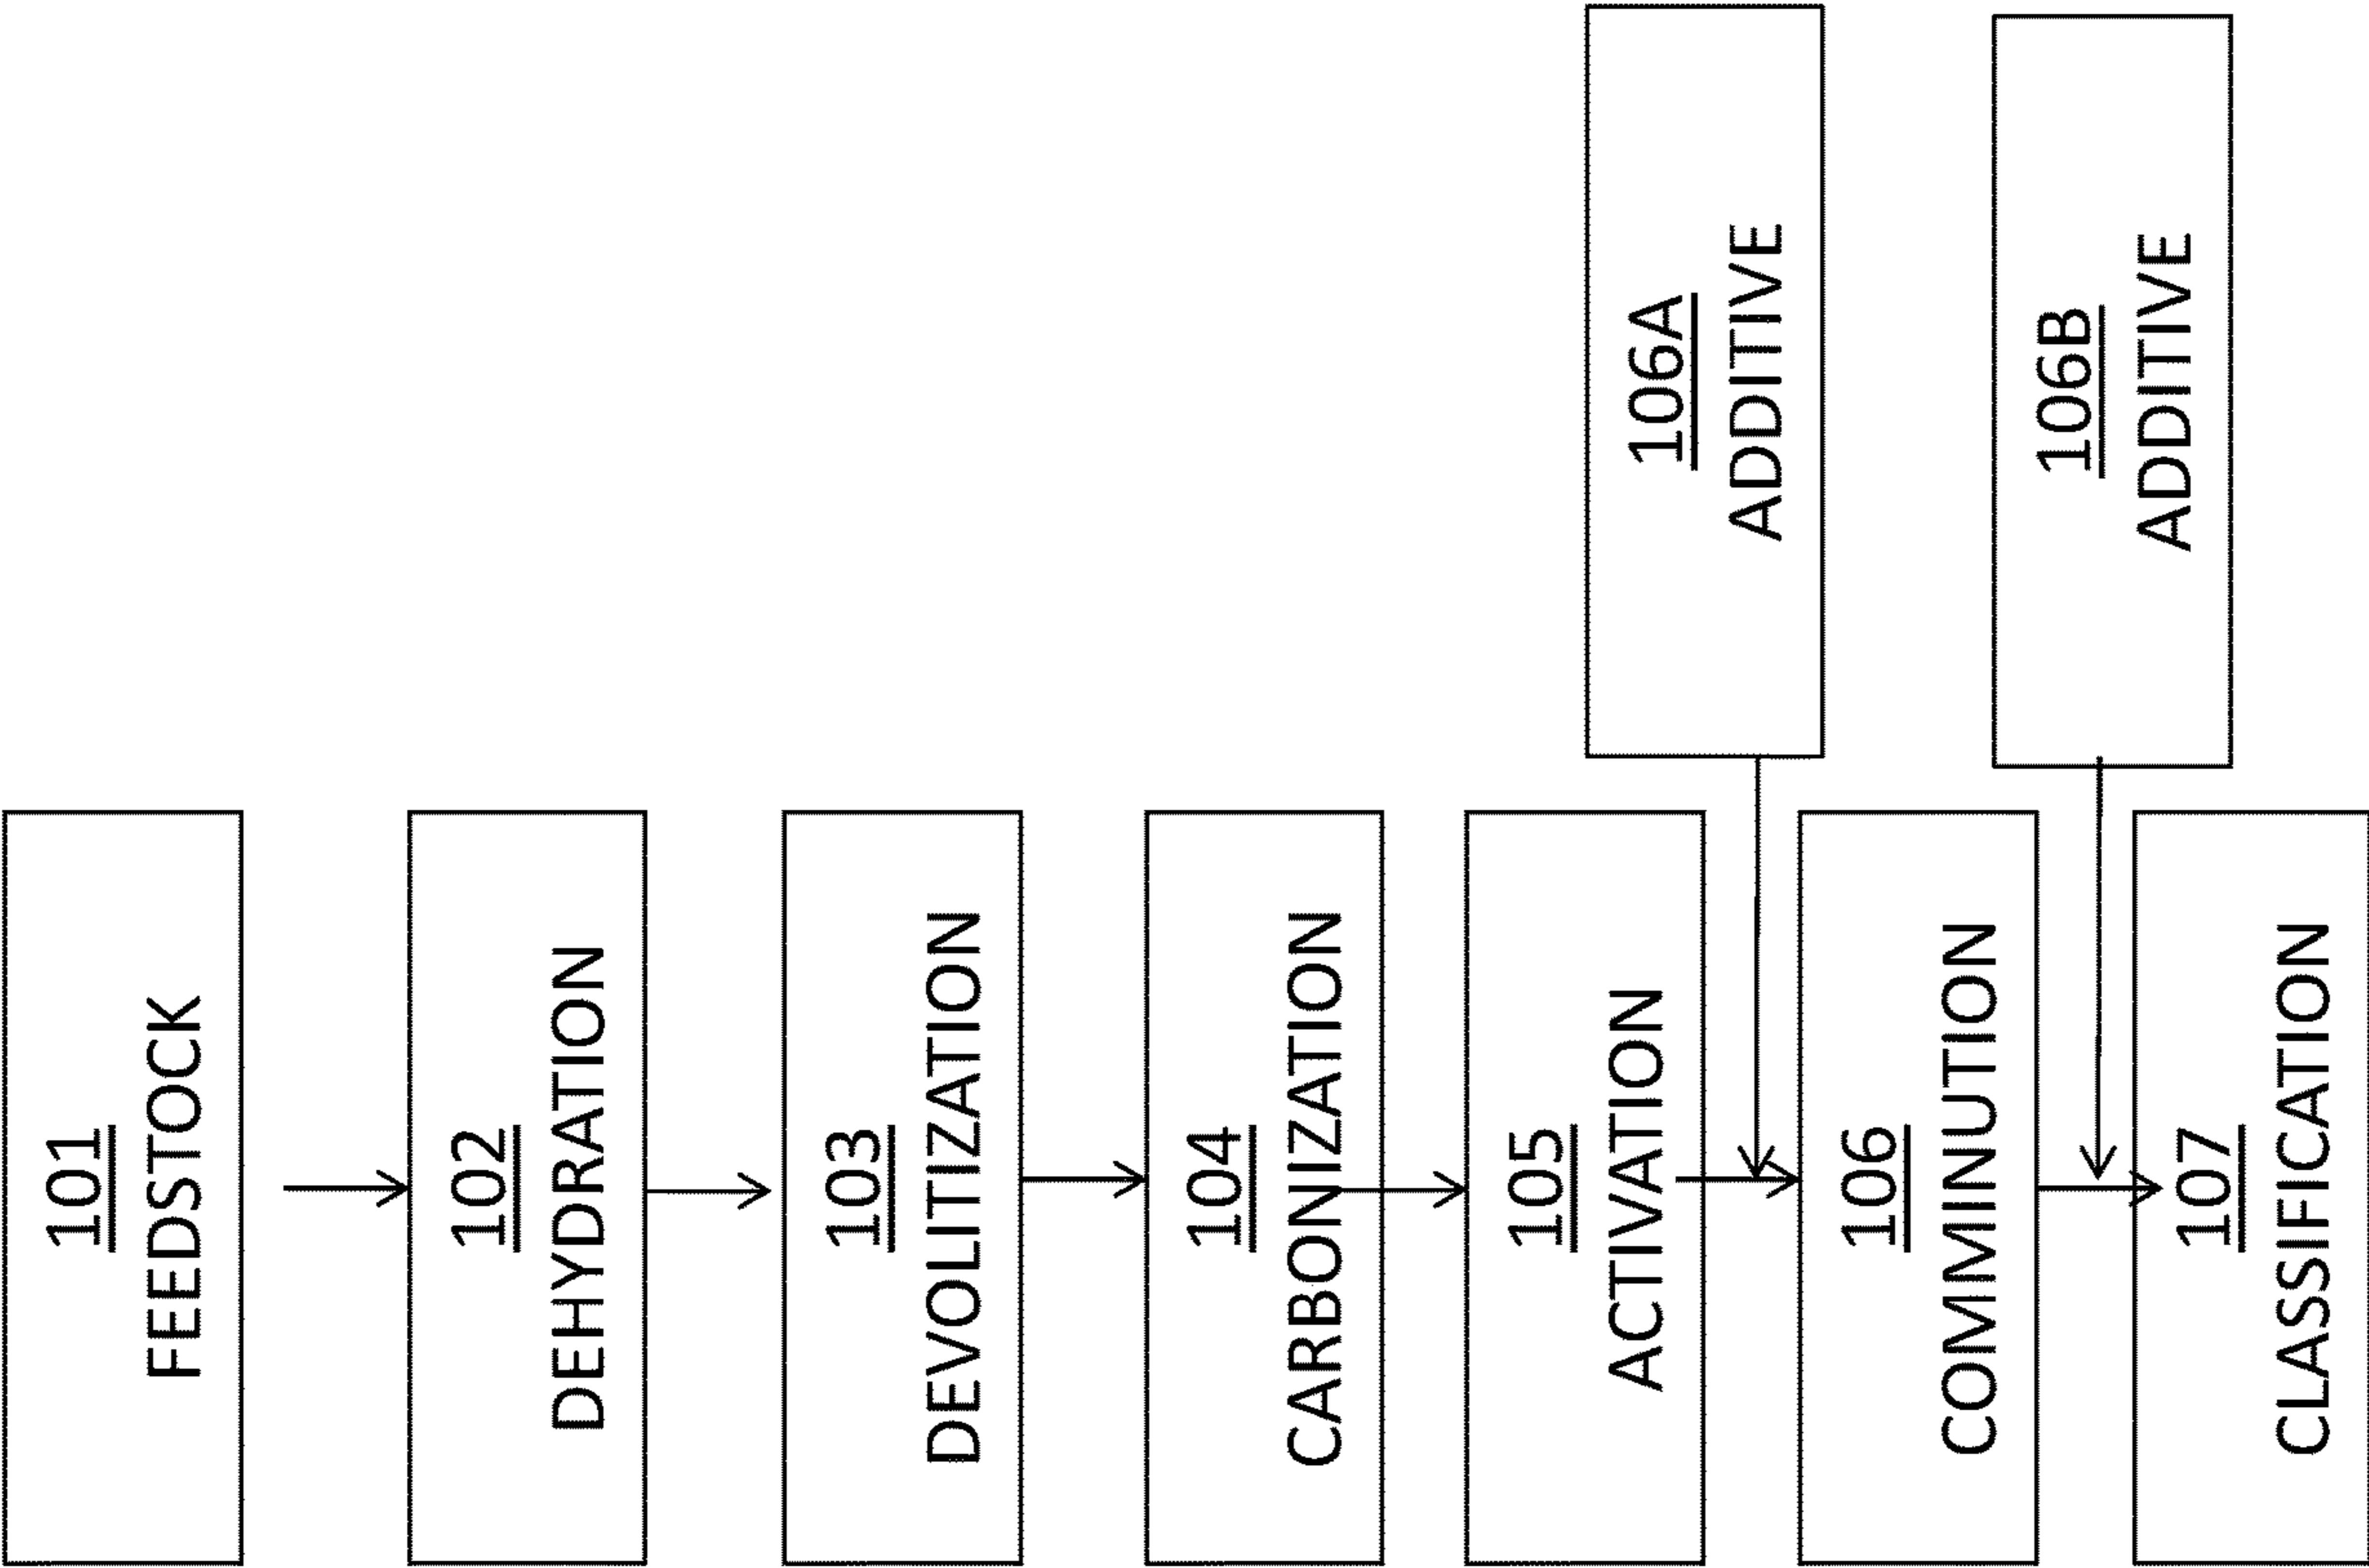 101
FEEDSTOCK
102
DEHYDRATION
103
DEVOLITIZATION
104
CARBONIZATION
105
ACTIVATION
106A
ADDITIVE
106
COMMINUTION
106B
ADDITIVE
107
CLASSIFICATION